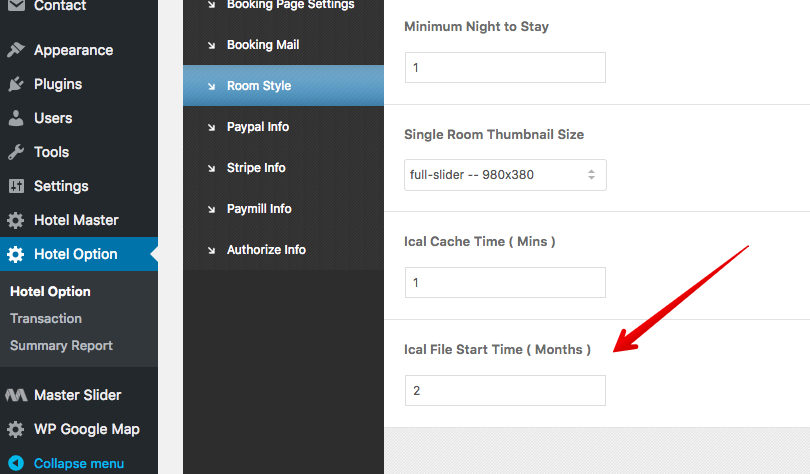 Contact
Appearance
Plugins
Users
Tools
Settings
Hotel Master
Hotel Option
Hotel Option
Transaction
Summary Report
Master Slider
WP Google Map
Collapse menu
Booking Page Settings
Booking Mail
Room Style
Paypal Info
Stripe Info
Paymill Info
Authorize Info
Minimum Night to Stay
1
Single Room Thumbnail Size
full-slider -- 980x380
Ical Cache Time ( Mins )
1
Ical File Start Time ( Months )
2